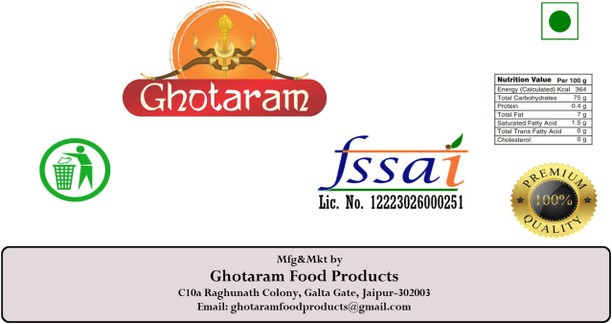 Ghotaram
Nutrition Value Per 100 g
Energy (Calculated) Kcal 364
Total Carbohydrates 75 g
Protein 0.4 g
Total Fat 7 g
Saturated Fatty Acid 1.5 g
Total Trans Fatty Acid 0 g
Cholesterol 0 g
fssai
Lic. No. 12223026000251
PREMIUM
100%
QUALITY
Mfg&Mkt by
Ghotaram Food Products
C10a Raghunath Colony, Galta Gate, Jaipur-302003
Email: ghotaramfoodproducts@gmail.com